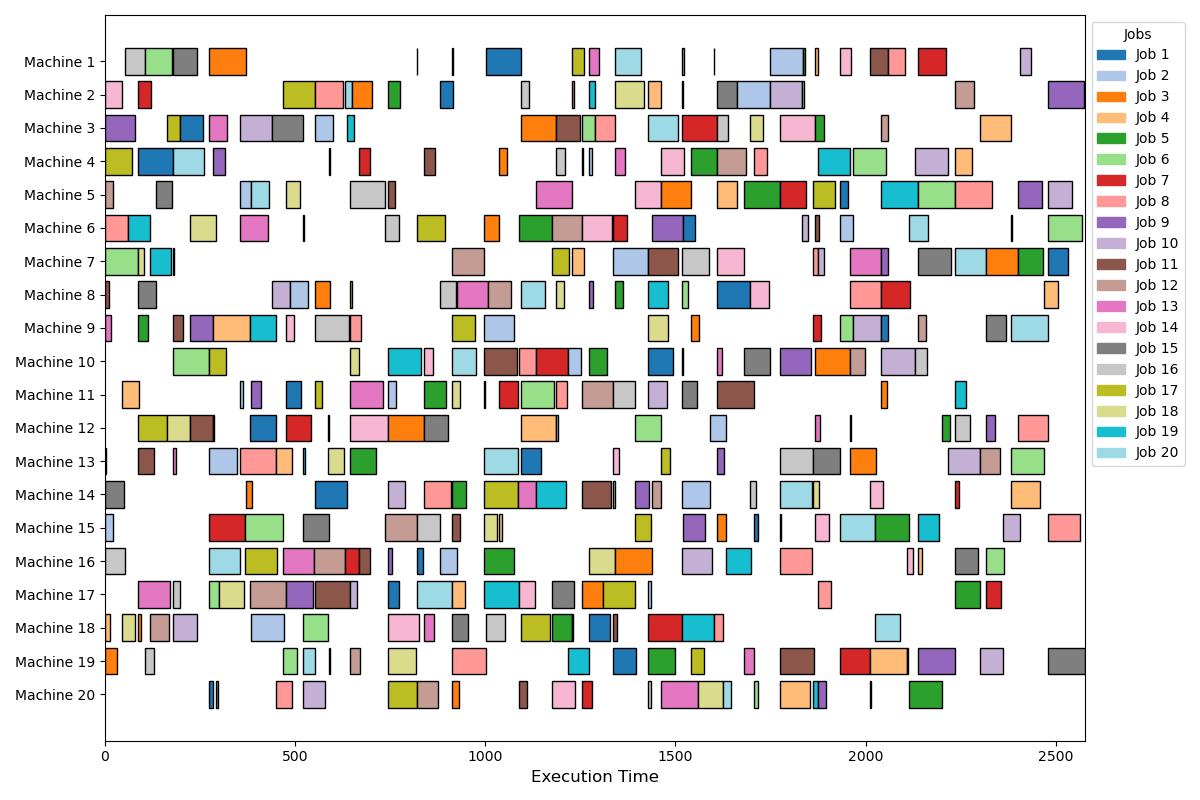 Machine 1
Machine 2
Machine 3
Machine 4
Machine 5
Machine 6
Machine 7
Machine 8
Machine 9
Machine 10
Machine 11
Machine 12
Machine 13
Machine 14
Machine 15
Machine 16
Machine 17
Machine 18
Machine 19
Machine 20
0 500 1000 1500 2000 2500
Execution Time
Jobs
Job 1
Job 2
Job 3
Job 4
Job 5
Job 6
Job 7
Job 8
Job 9
Job 10
Job 11
Job 12
Job 13
Job 14
Job 15
Job 16
Job 17
Job 18
Job 19
Job 20